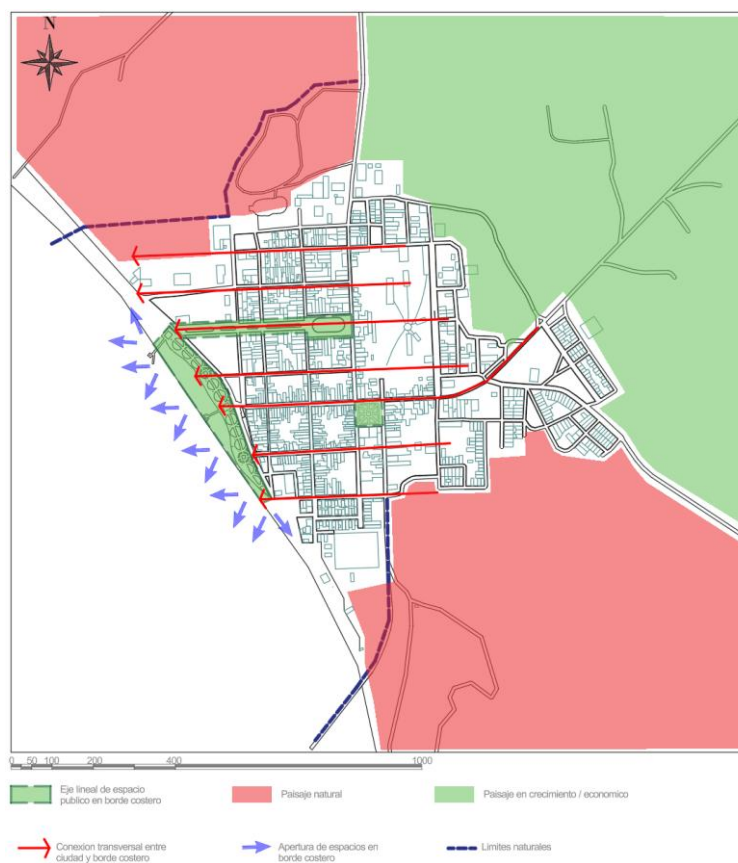 N
0 50 100 200 400 1000
Eje lineal de espacio
publico en borde costero
Paisaje natural
Paisaje en crecimiento / economico
Conexion transversal entre
ciudad y borde costero
Apertura de espacios en
borde costero
Limites naturales